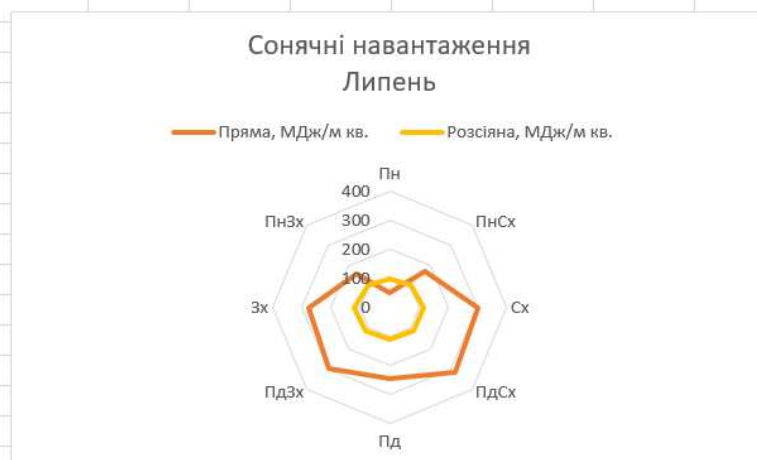 Сонячні навантаження
Липень
Пряма, МДж/м кв. Розсіяна, МДж/м кв.
Пн
400
ПнЗх ПнСх
300
200
100
Зх 0 Сх
ПдЗх ПдСх
Пд